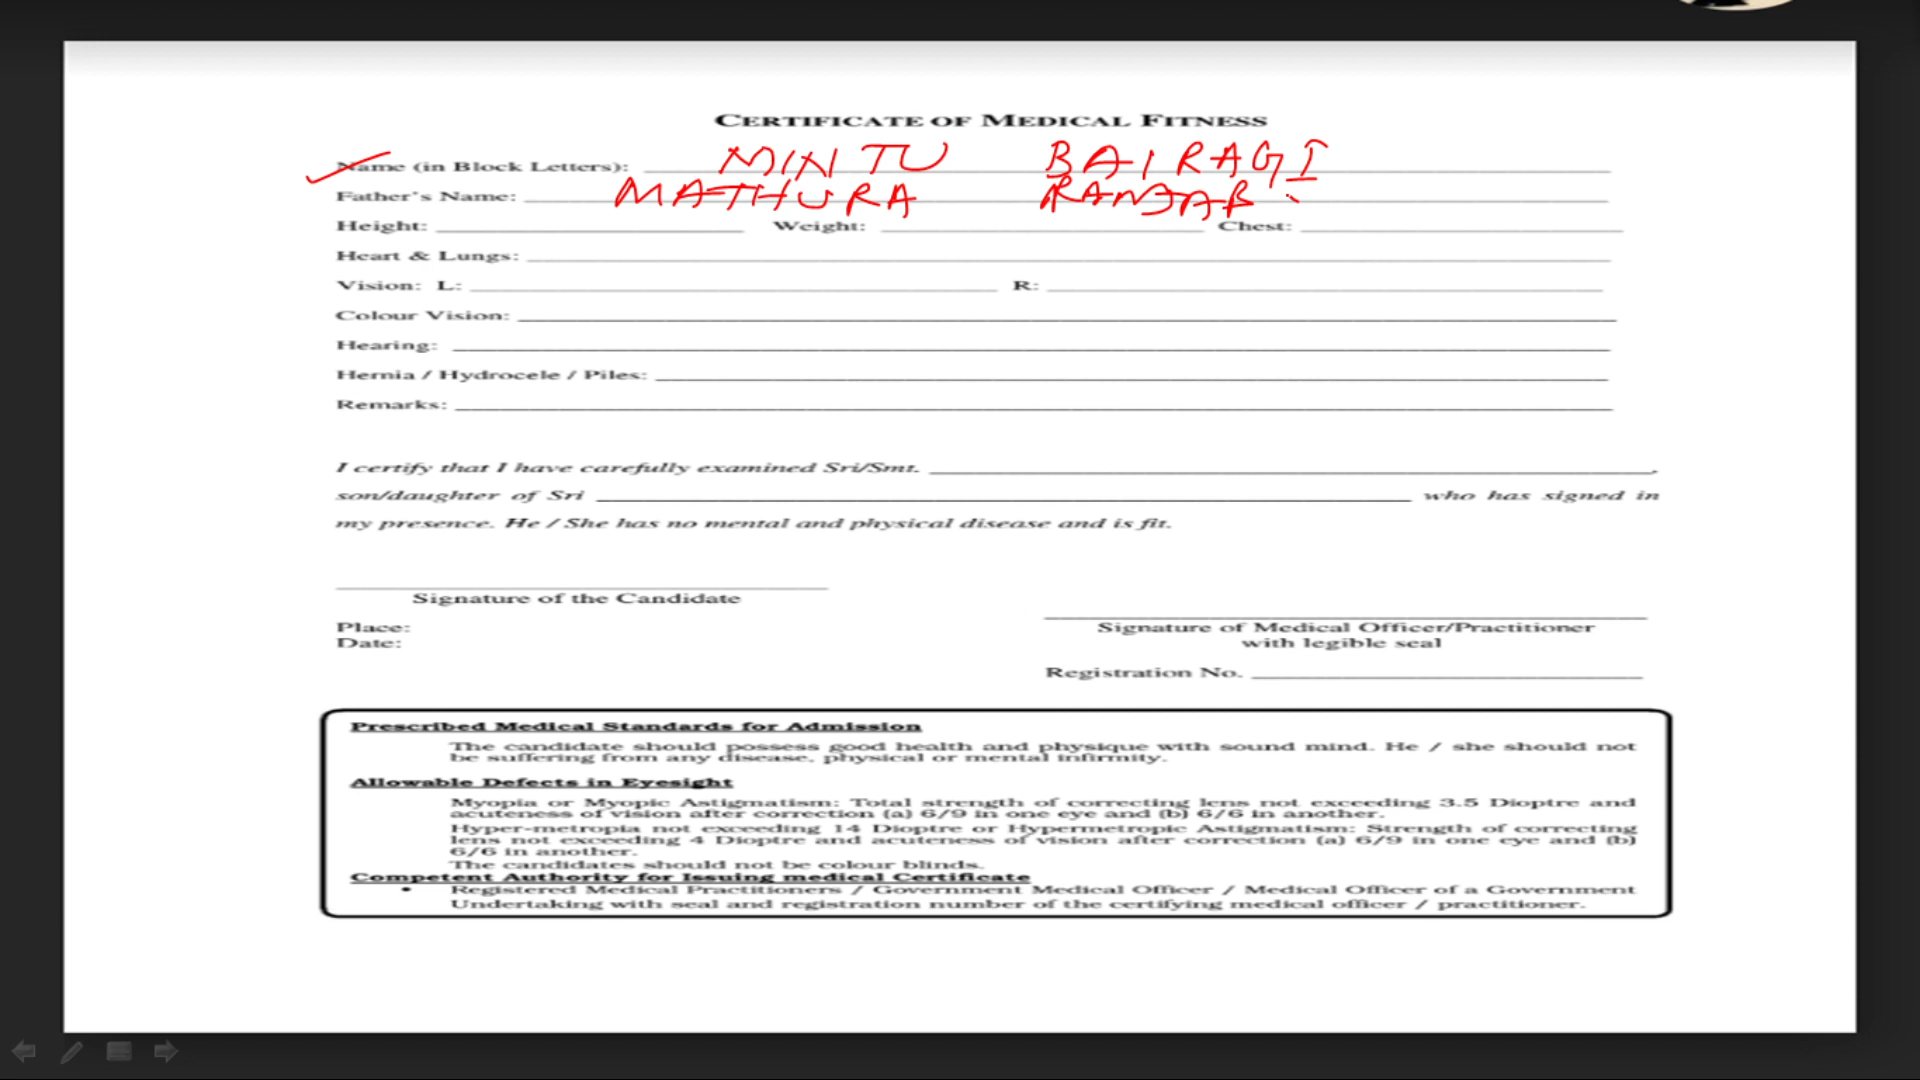 CERTIFICATE OF MEDICAL FITNESS
Name (in Block Letters): MINTU BAIRAGI
Father's Name: MATHURA
Height: Weight: Chest:
Heart & Lungs:
Vision: L: R:
Colour Vision:
Hearing:
Hernia / Hydrocele / Piles:
Remarks:
I certify that I have carefully examined Sri/Smt. ,
son/daughter of Sri who has signed in
my presence. He / She has no mental and physical disease and is fit.
Signature of the Candidate
Place:
Date:
Signature of Medical Officer/Practitioner
with legible seal
Registration No.
Prescribed Medical Standards for Admission
The candidate should possess good health and physique with sound mind. He / she should not
be suffering from any disease, physical or mental infirmity.
Allowable Defects in Eyesight
Myopia or Myopic Astigmatism: Total strength of correcting lens not exceeding 3.5 Dioptre and
acuteness of vision after correction (a) 6/9 in one eye and (b) 6/6 in another.
Hyper-metropia not exceeding 14 Dioptre or Hypermetropic Astigmatism: Strength of correcting
lens not exceeding 4 Dioptre and acuteness of vision after correction (a) 6/9 in one eye and (b)
6/6 in another.
The candidates should not be colour blinds.
Competent Authority for Issuing medical Certificate
• Registered Medical Practitioners / Government Medical Officer / Medical Officer of a Government
Undertaking with seal and registration number of the certifying medical officer / practitioner.